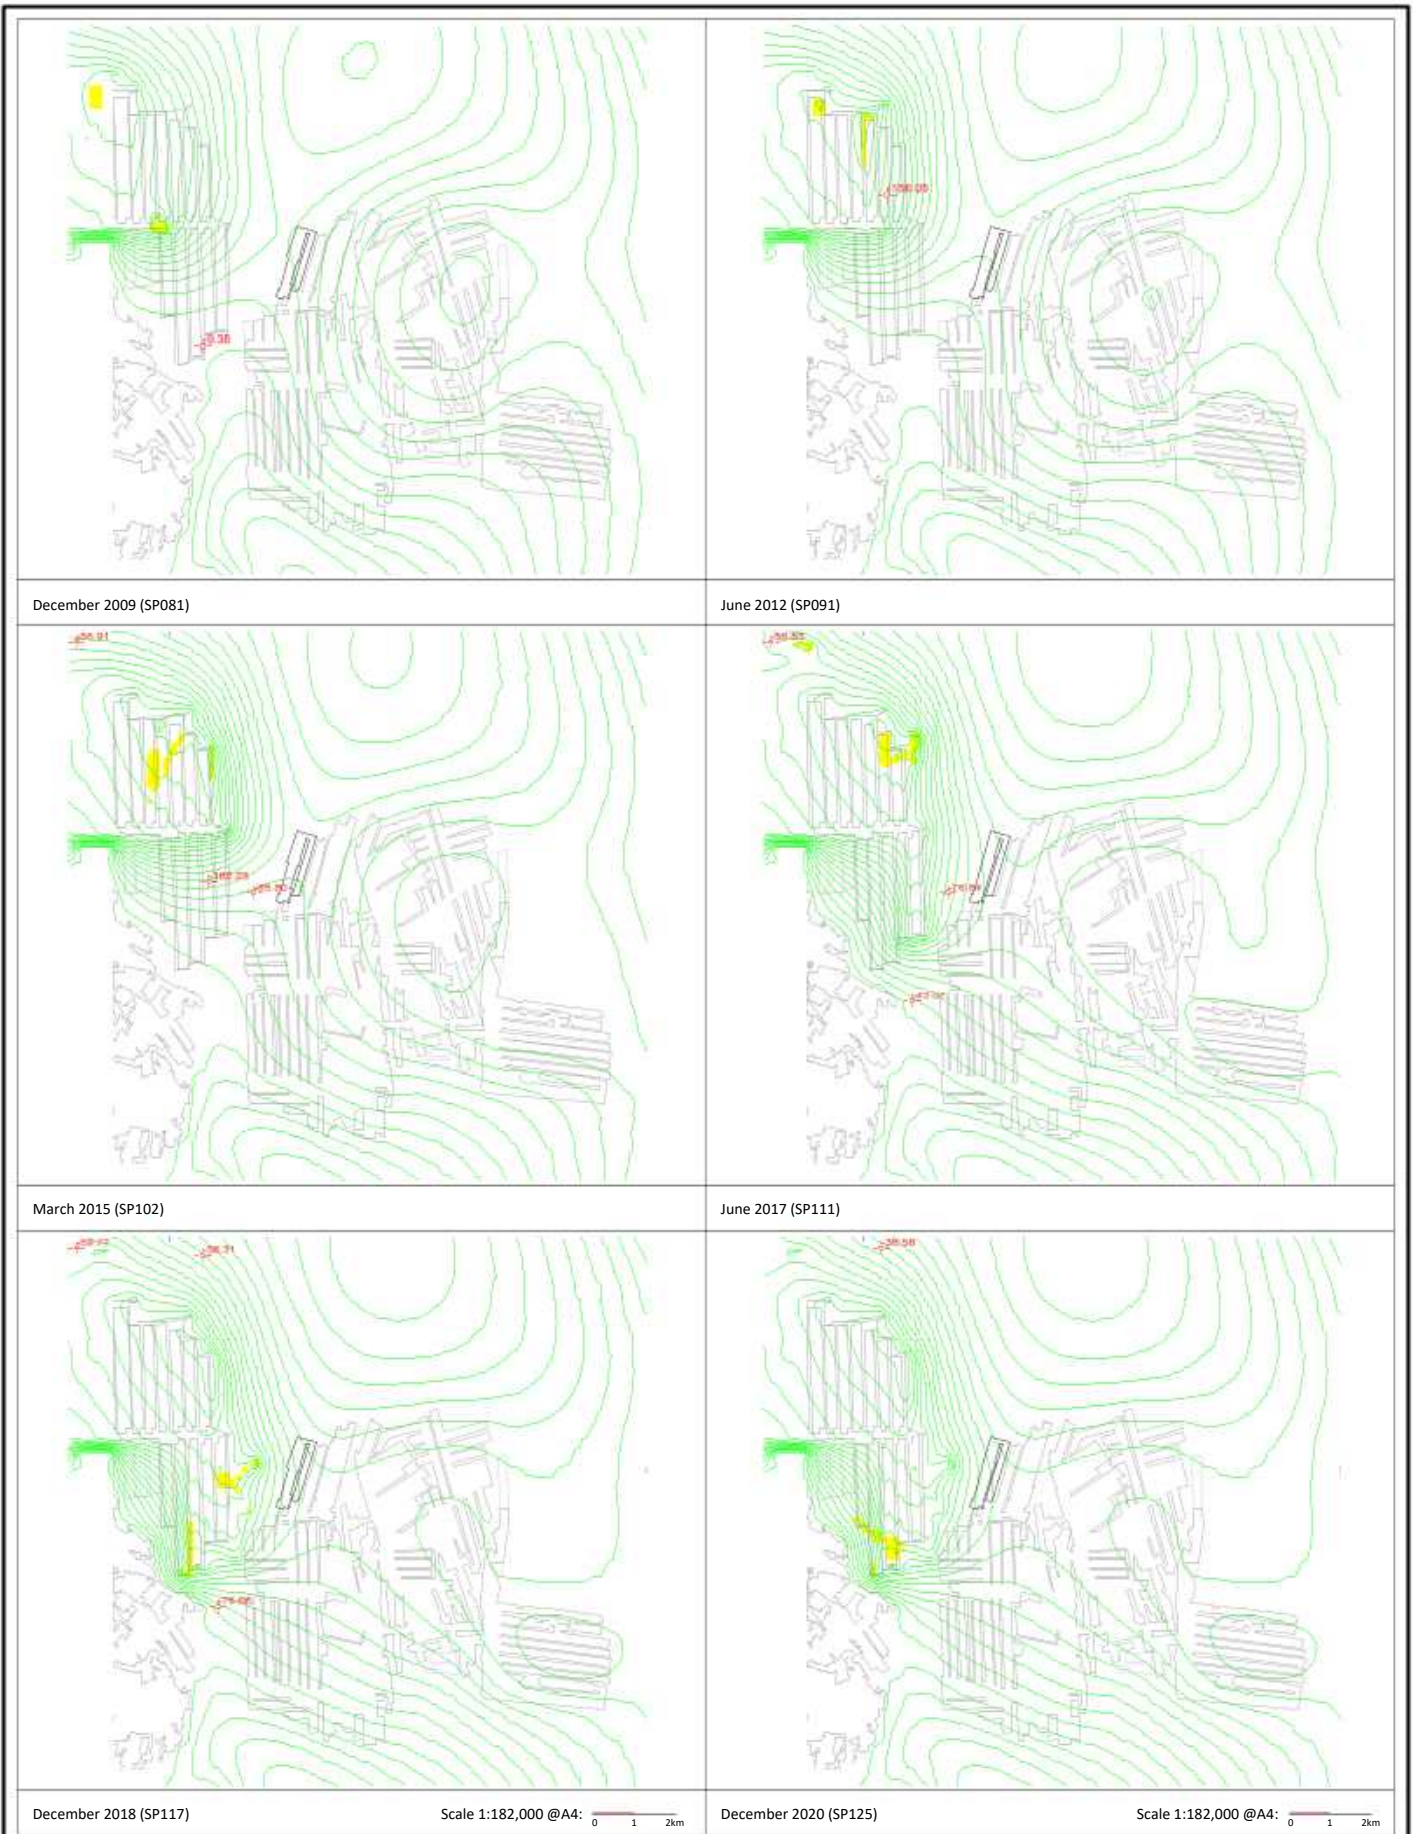 December 2009 (SP081)
June 2012 (SP091)
March 2015 (SP102)
June 2017 (SP111)
December 2018 (SP117)
Scale 1:182,000 @A4:
0 1 2km
December 2020 (SP125)
Scale 1:182,000 @A4:
0 1 2km